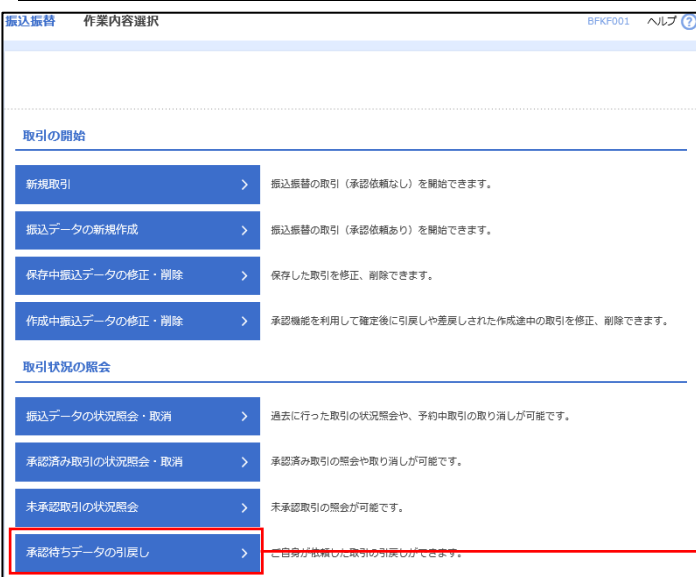 振込振替 作業内容選択 BFKF001 ヘルプ ?
取引の開始
新規取引 振込振替の取引（承認依頼なし）を開始できます。
振込データの新規作成 振込振替の取引（承認依頼あり）を開始できます。
保存中振込データの修正・削除 保存した取引を修正、削除できます。
作成中振込データの修正・削除 承認機能を利用して確定後に引戻しや差戻しされた作成途中の取引を修正、削除できます。
取引状況の照会
振込データの状況照会・取消 過去に行った取引の状況照会や、予約中取引の取り消しが可能です。
承認済み取引の状況照会・取消 承認済み取引の照会や取り消しが可能です。
未承認取引の状況照会 未承認取引の照会が可能です。
承認待ちデータの引戻し ご自身が依頼した取引の引戻しができます。